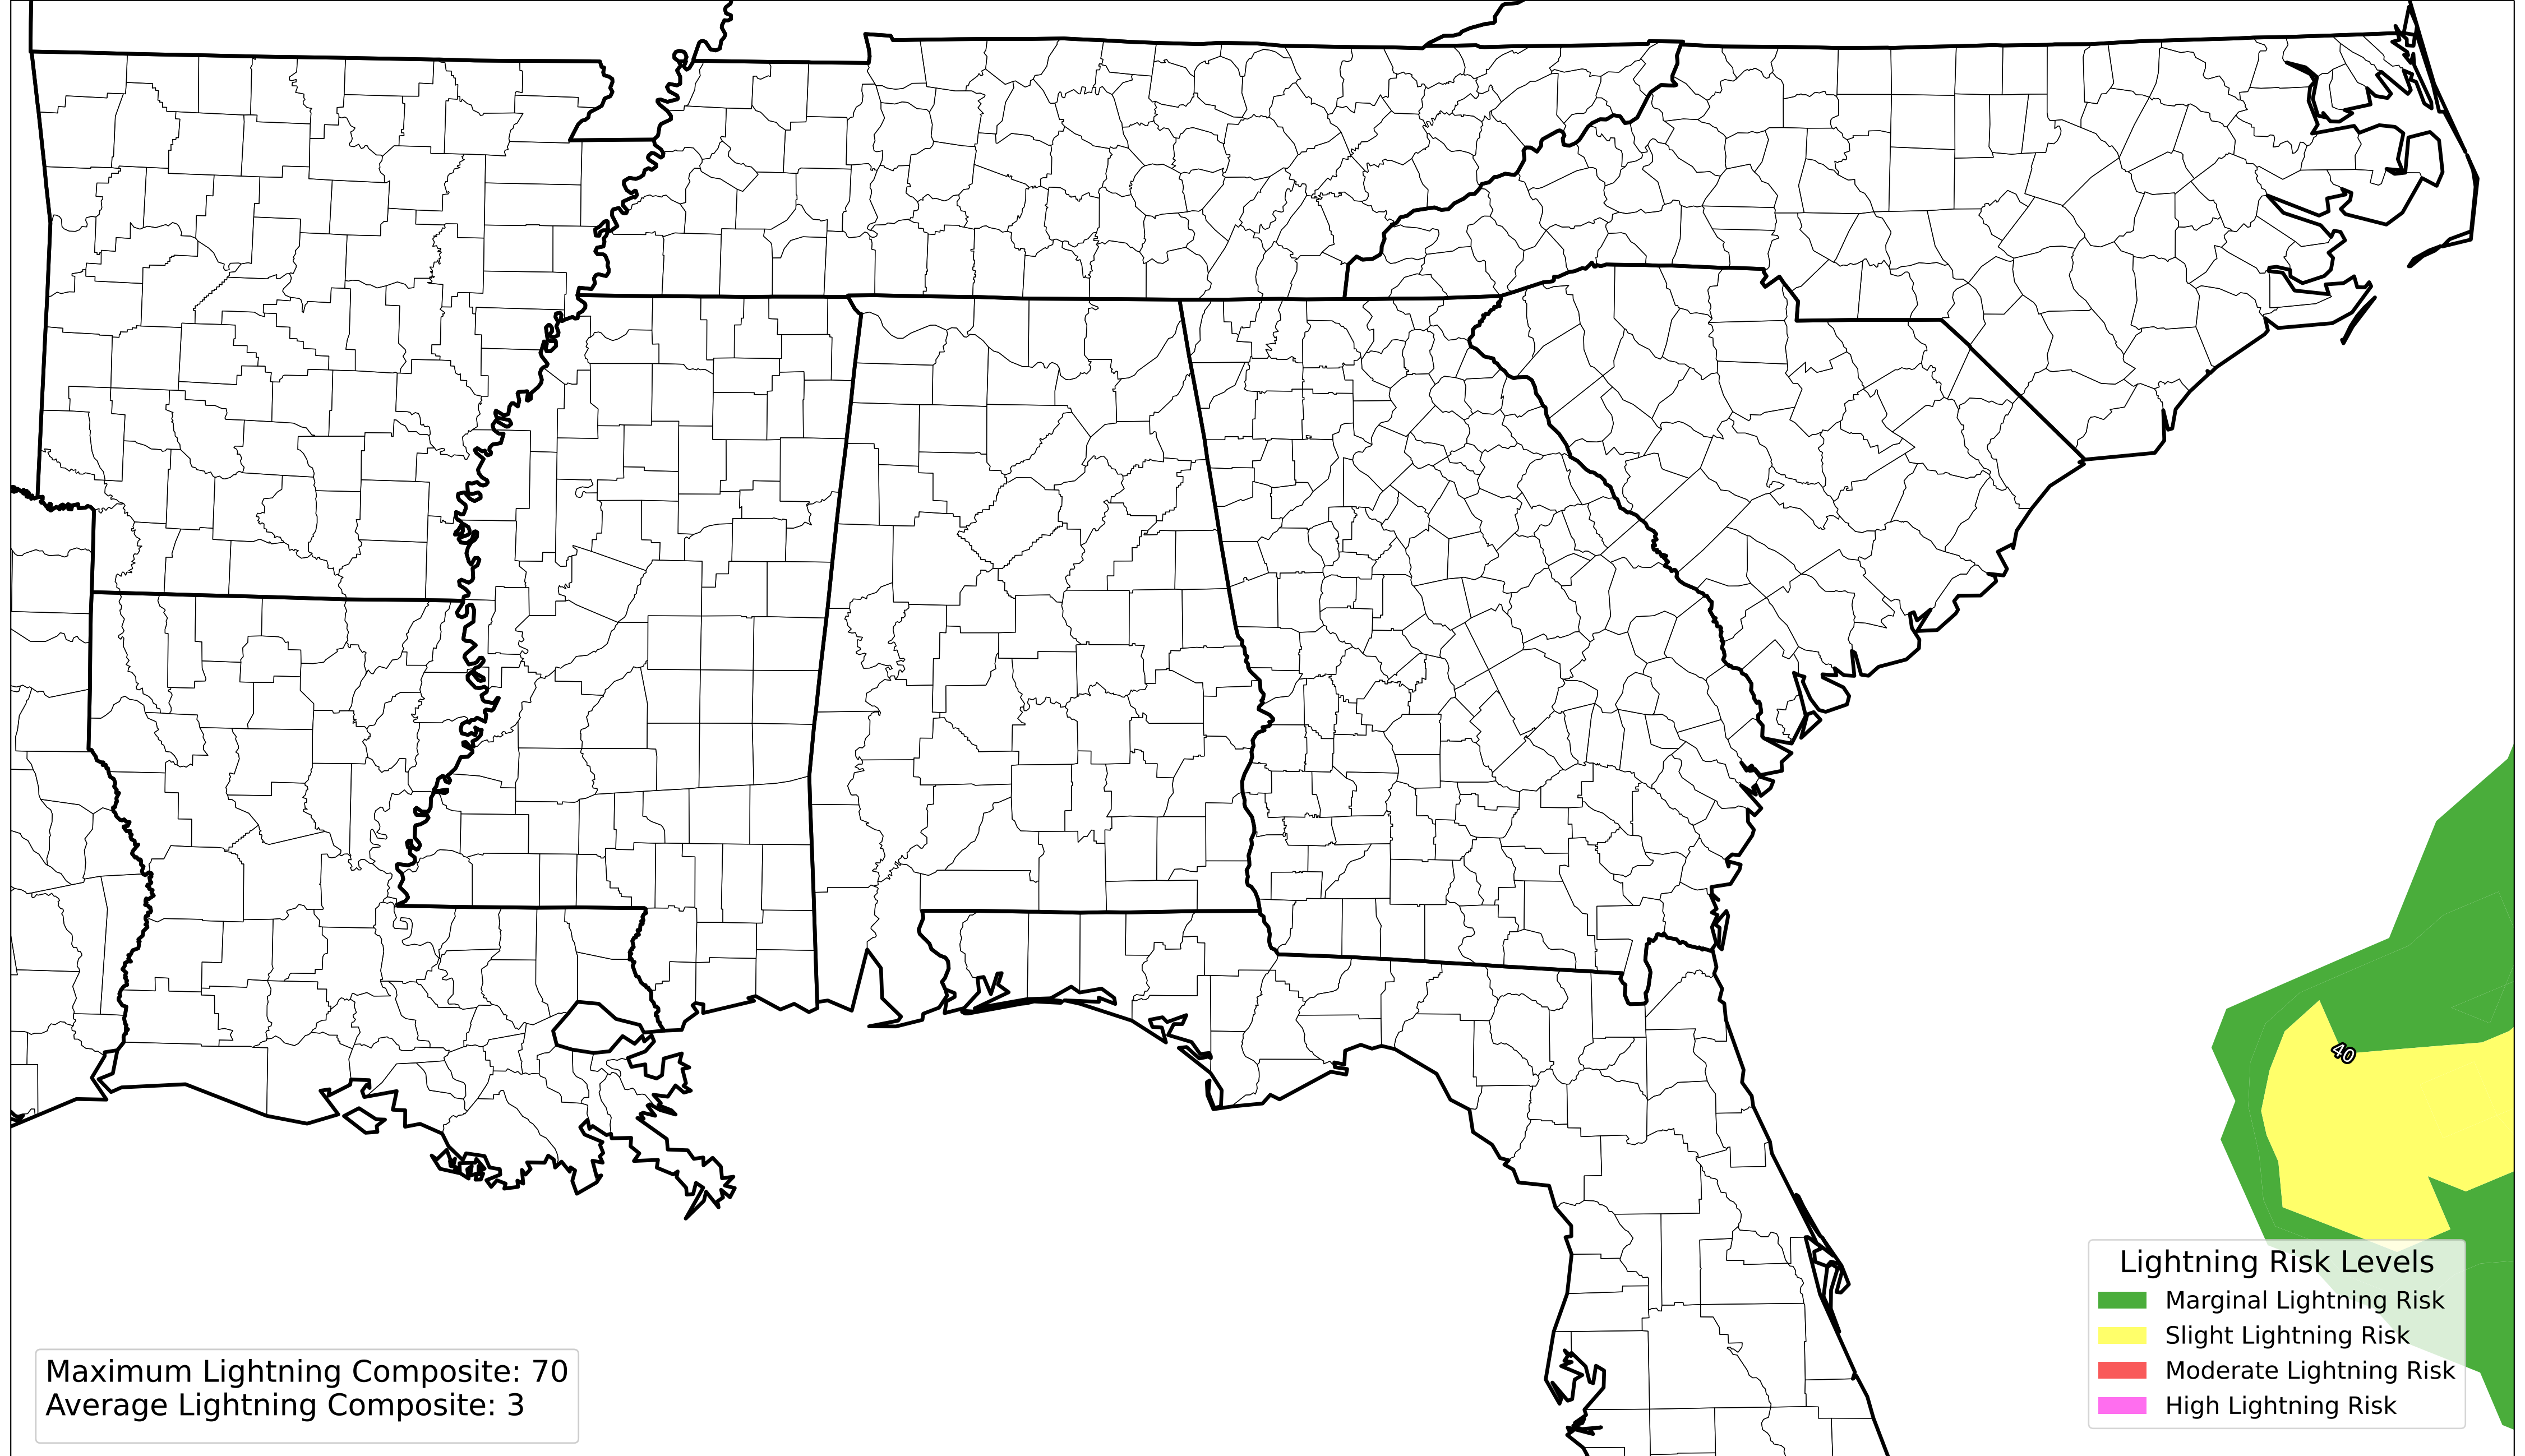 40
Lightning Risk Levels
Marginal Lightning Risk
Slight Lightning Risk
Moderate Lightning Risk
High Lightning Risk
Maximum Lightning Composite: 70
Average Lightning Composite: 3